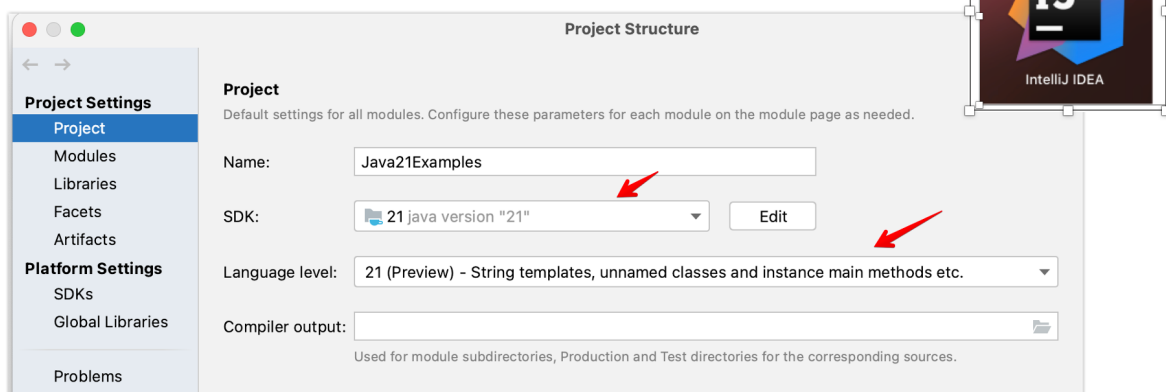 Project Structure
IntelliJ IDEA
Project Settings
Project
Modules
Libraries
Facets
Artifacts
Platform Settings
SDKs
Global Libraries
Problems
Project
Default settings for all modules. Configure these parameters for each module on the module page as needed.
Name: Java21Examples
SDK: 21 java version "21" Edit
Language level: 21 (Preview) - String templates, unnamed classes and instance main methods etc.
Compiler output:
Used for module subdirectories, Production and Test directories for the corresponding sources.